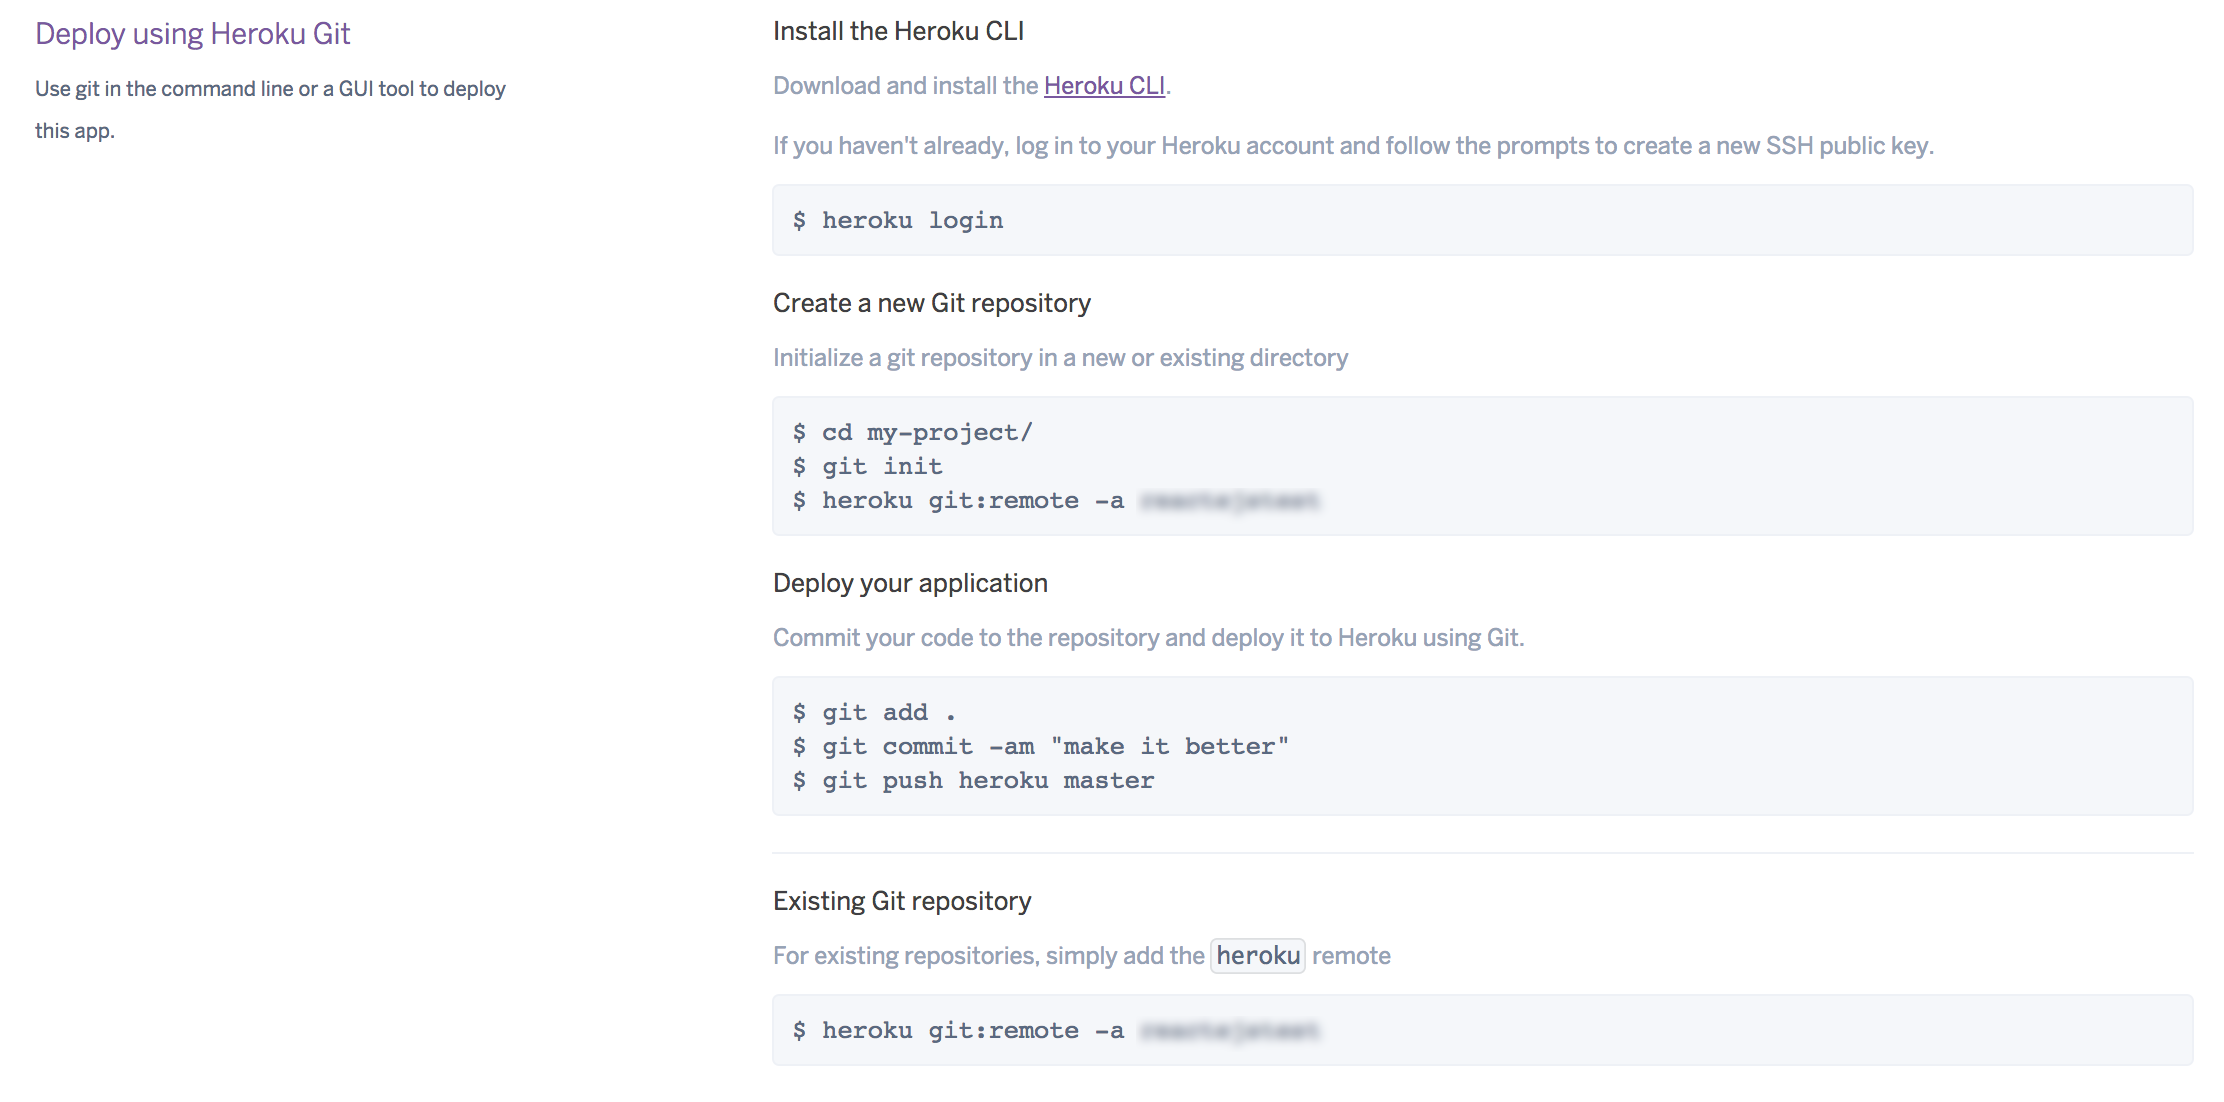 Deploy using Heroku Git
Use git in the command line or a GUI tool to deploy
this app.
Install the Heroku CLI
Download and install the Heroku CLI.
If you haven't already, log in to your Heroku account and follow the prompts to create a new SSH public key.
$ heroku login
Create a new Git repository
Initialize a git repository in a new or existing directory
$ cd my-project/
$ git init
$ heroku git:remote -a
Deploy your application
Commit your code to the repository and deploy it to Heroku using Git.
$ git add .
$ git commit -am "make it better"
$ git push heroku master
Existing Git repository
For existing repositories, simply add the heroku remote
$ heroku git:remote -a